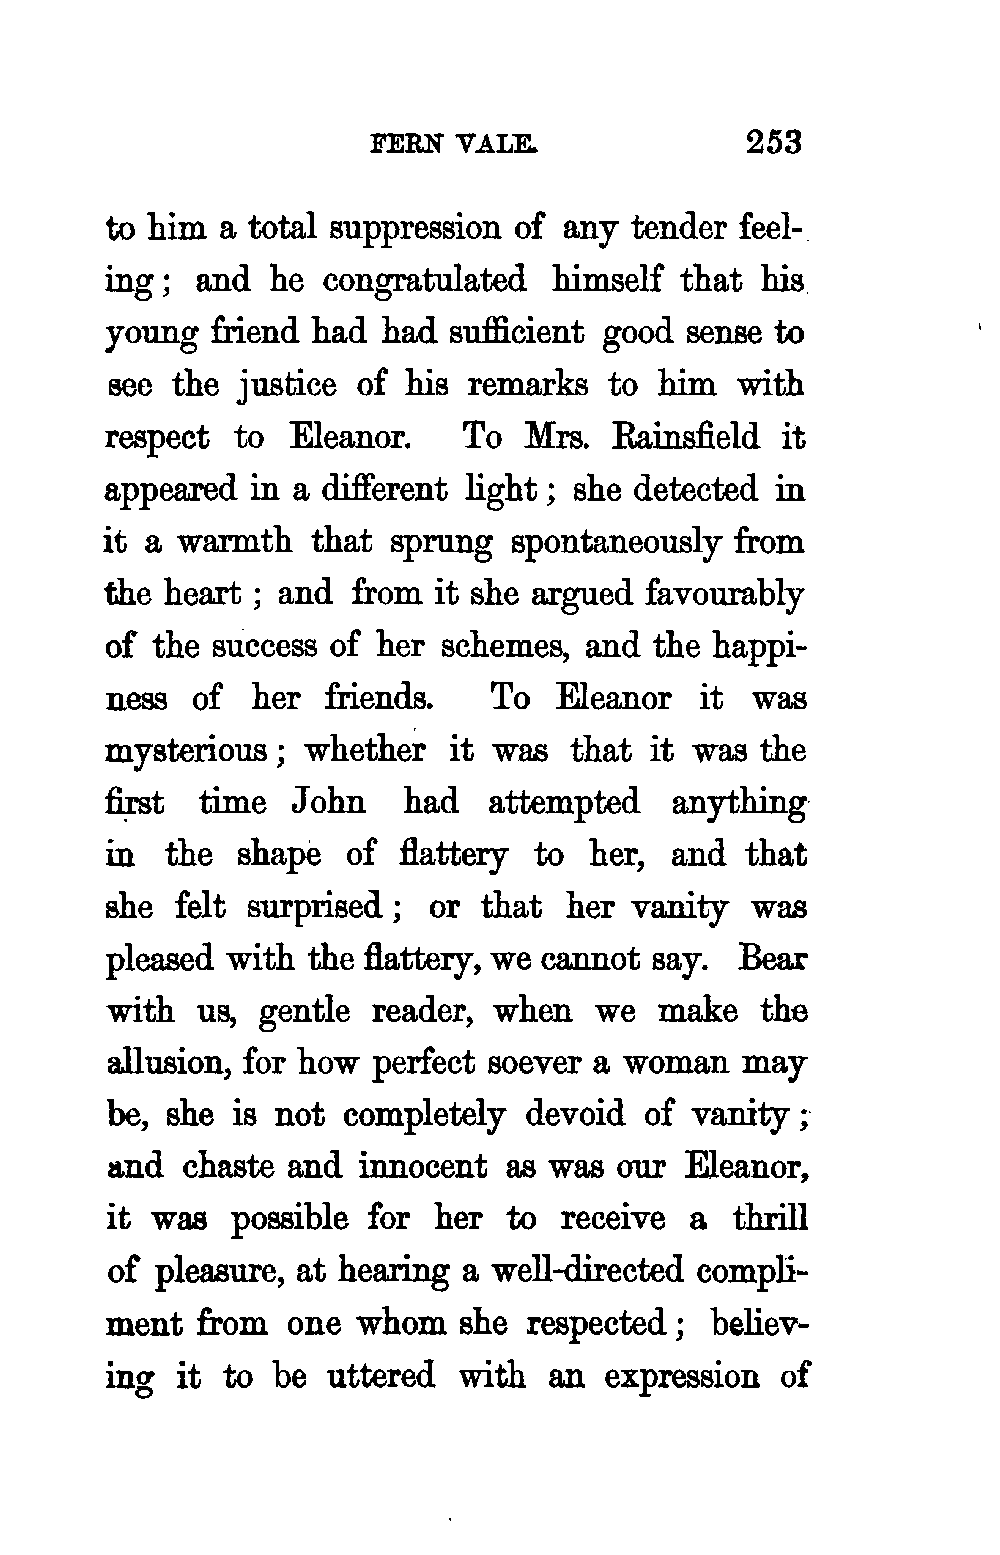 FERN VALE. 253
to him a total suppression of any tender feel-
ing; and he congratulated himself that his
young friend had had sufficient good sense to
see the justice of his remarks to him with
respect to Eleanor. To Mrs. Rainsfield it
appeared in a different light; she detected in
it a warmth that sprung spontaneously from
the heart; and from it she argued favourably
of the success of her schemes, and the happi-
ness of her friends. To Eleanor it was
mysterious; whether it was that it was the
first time John had attempted anything
in the shape of flattery to her, and that
she felt surprised; or that her vanity was
pleased with the flattery, we cannot say. Bear
with us, gentle reader, when we make the
allusion, for how perfect soever a woman may
be, she is not completely devoid of vanity;
and chaste and innocent as was our Eleanor,
it was possible for her to receive a thrill
of pleasure, at hearing a well-directed compli-
ment from one whom she respected; believ-
ing it to be uttered with an expression of